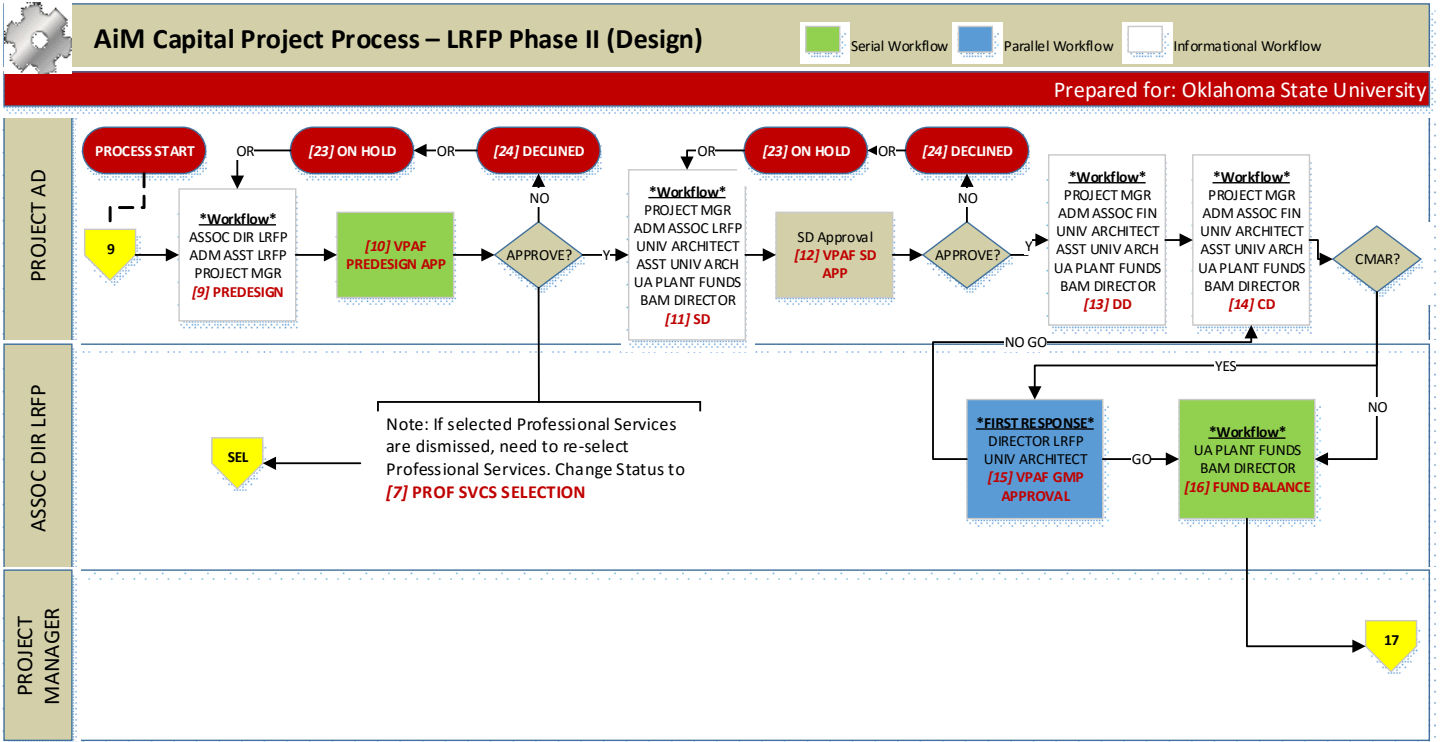 AiM Capital Project Process – LRFP Phase II (Design)
Serial Workflow
Parallel Workflow
Informational Workflow
Prepared for: Oklahoma State University
PROJECT AD
PROCESS START
9
OR
[23] ON HOLD
OR
[24] DECLINED
*Workflow*
ASSOC DIR LRFP
ADM ASST LRFP
PROJECT MGR
[9] PREDESIGN
[10] VPAF
PREDESIGN APP
NO
APPROVE?
Y
OR
[23] ON HOLD
OR
[24] DECLINED
*Workflow*
PROJECT MGR
ADM ASSOC LRFP
UNIV ARCHITECT
ASST UNIV ARCH
UA PLANT FUNDS
BAM DIRECTOR
[11] SD
SD Approval
[12] VPAF SD
APP
NO
APPROVE?
Y
*Workflow*
PROJECT MGR
ADM ASSOC FIN
UNIV ARCHITECT
ASST UNIV ARCH
UA PLANT FUNDS
BAM DIRECTOR
[13] DD
*Workflow*
PROJECT MGR
ADM ASSOC FIN
UNIV ARCHITECT
ASST UNIV ARCH
UA PLANT FUNDS
BAM DIRECTOR
[14] CD
CMAR?
ASSOC DIR LRFP
NO GO
YES
NO
SEL
Note: If selected Professional Services
are dismissed, need to re-select
Professional Services. Change Status to
[7] PROF SVCS SELECTION
*FIRST RESPONSE*
DIRECTOR LRFP
UNIV ARCHITECT
[15] VPAF GMP
APPROVAL
GO
*Workflow*
UA PLANT FUNDS
BAM DIRECTOR
[16] FUND BALANCE
PROJECT
MANAGER
17